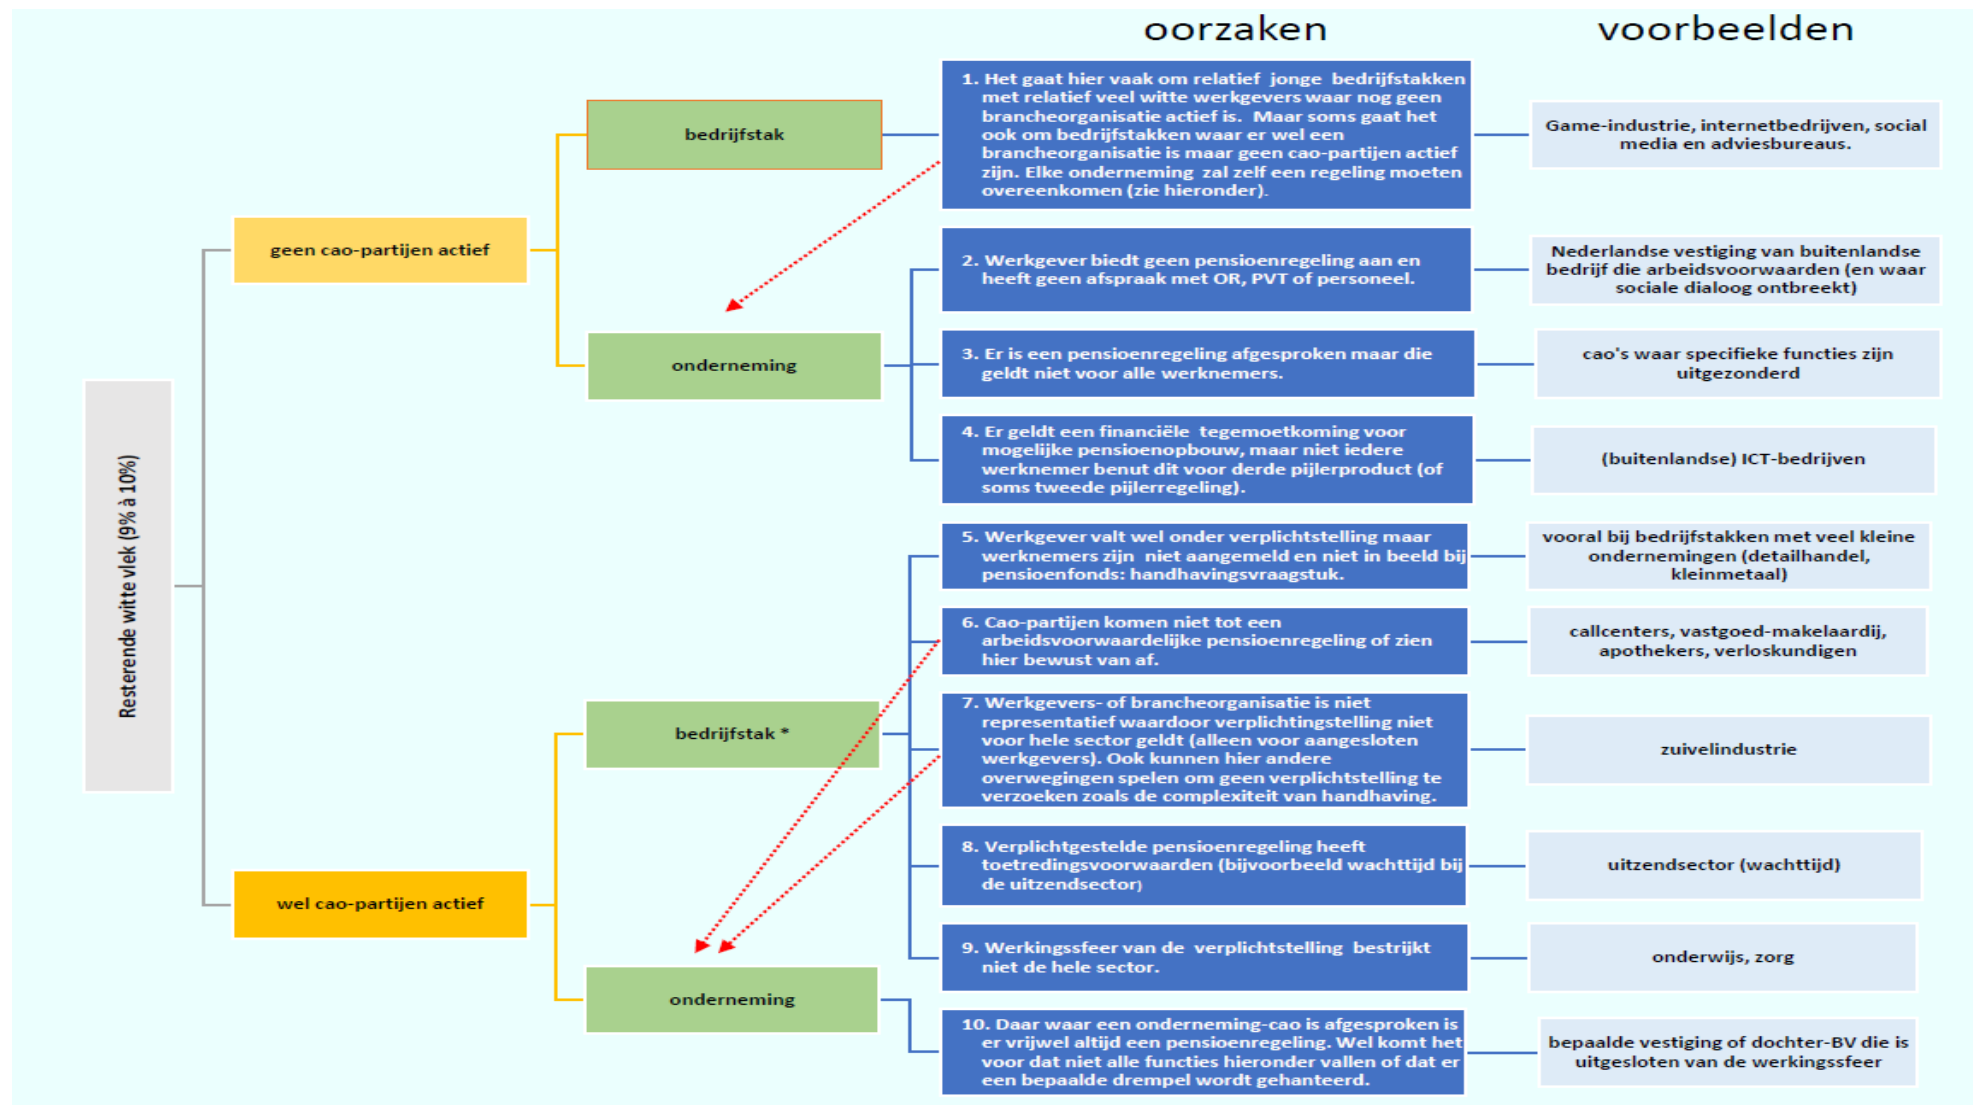 oorzaken
voorbeelden
Resterende witte vlek (9% à 10%)
geen cao-partijen actief
bedrijfstak
1. Het gaat hier vaak om relatief jonge bedrijfstakken
met relatief veel witte werkgevers waar nog geen
brancheorganisatie actief is. Maar soms gaat het
ook om bedrijfstakken waar er wel een
brancheorganisatie is maar geen cao-partijen actief
zijn. Elke onderneming zal zelf een regeling moeten
overeenkomen (zie hieronder).
Game-industrie, internetbedrijven, social
media en adviesbureaus.
onderneming
2. Werkgever biedt geen pensioenregeling aan en
heeft geen afspraak met OR, PVT of personeel.
Nederlandse vestiging van buitenlandse
bedrijf die arbeidsvoorwaarden (en waar
sociale dialoog ontbreekt)
3. Er is een pensioenregeling afgesproken maar die
geldt niet voor alle werknemers.
cao's waar specifieke functies zijn
uitgezonderd
4. Er geldt een financiële tegemoetkoming voor
mogelijke pensioenopbouw, maar niet iedere
werknemer benut dit voor derde pijlerproduct (of
soms tweede pijlerregeling).
(buitenlandse) ICT-bedrijven
wel cao-partijen actief
bedrijfstak *
5. Werkgever valt wel onder verplichtstelling maar
werknemers zijn niet aangemeld en niet in beeld bij
pensioenfonds: handhavingsvraagstuk.
vooral bij bedrijfstakken met veel kleine
ondernemingen (detailhandel,
kleinmetaal)
6. Cao-partijen komen niet tot een
arbeidsvoorwaardelijke pensioenregeling of zien
hier bewust van af.
callcenters, vastgoed-makelaardij,
apothekers, verloskundigen
7. Werkgevers- of brancheorganisatie is niet
representatief waardoor verplichtingstelling niet
voor hele sector geldt (alleen voor aangesloten
werkgevers). Ook kunnen hier andere
overwegingen spelen om geen verplichtstelling te
verzoeken zoals de complexiteit van handhaving.
zuivelindustrie
8. Verplichtgestelde pensioenregeling heeft
toetredingsvoorwaarden (bijvoorbeeld wachttijd bij
de uitzendsector)
uitzendsector (wachttijd)
9. Werkingssfeer van de verplichtstelling bestrijkt
niet de hele sector.
onderwijs, zorg
onderneming
10. Daar waar een onderneming-cao is afgesproken is
er vrijwel altijd een pensioenregeling. Wel komt het
voor dat niet alle functies hieronder vallen of dat er
een bepaalde drempel wordt gehanteerd.
bepaalde vestiging of dochter-BV die is
uitgesloten van de werkingssfeer